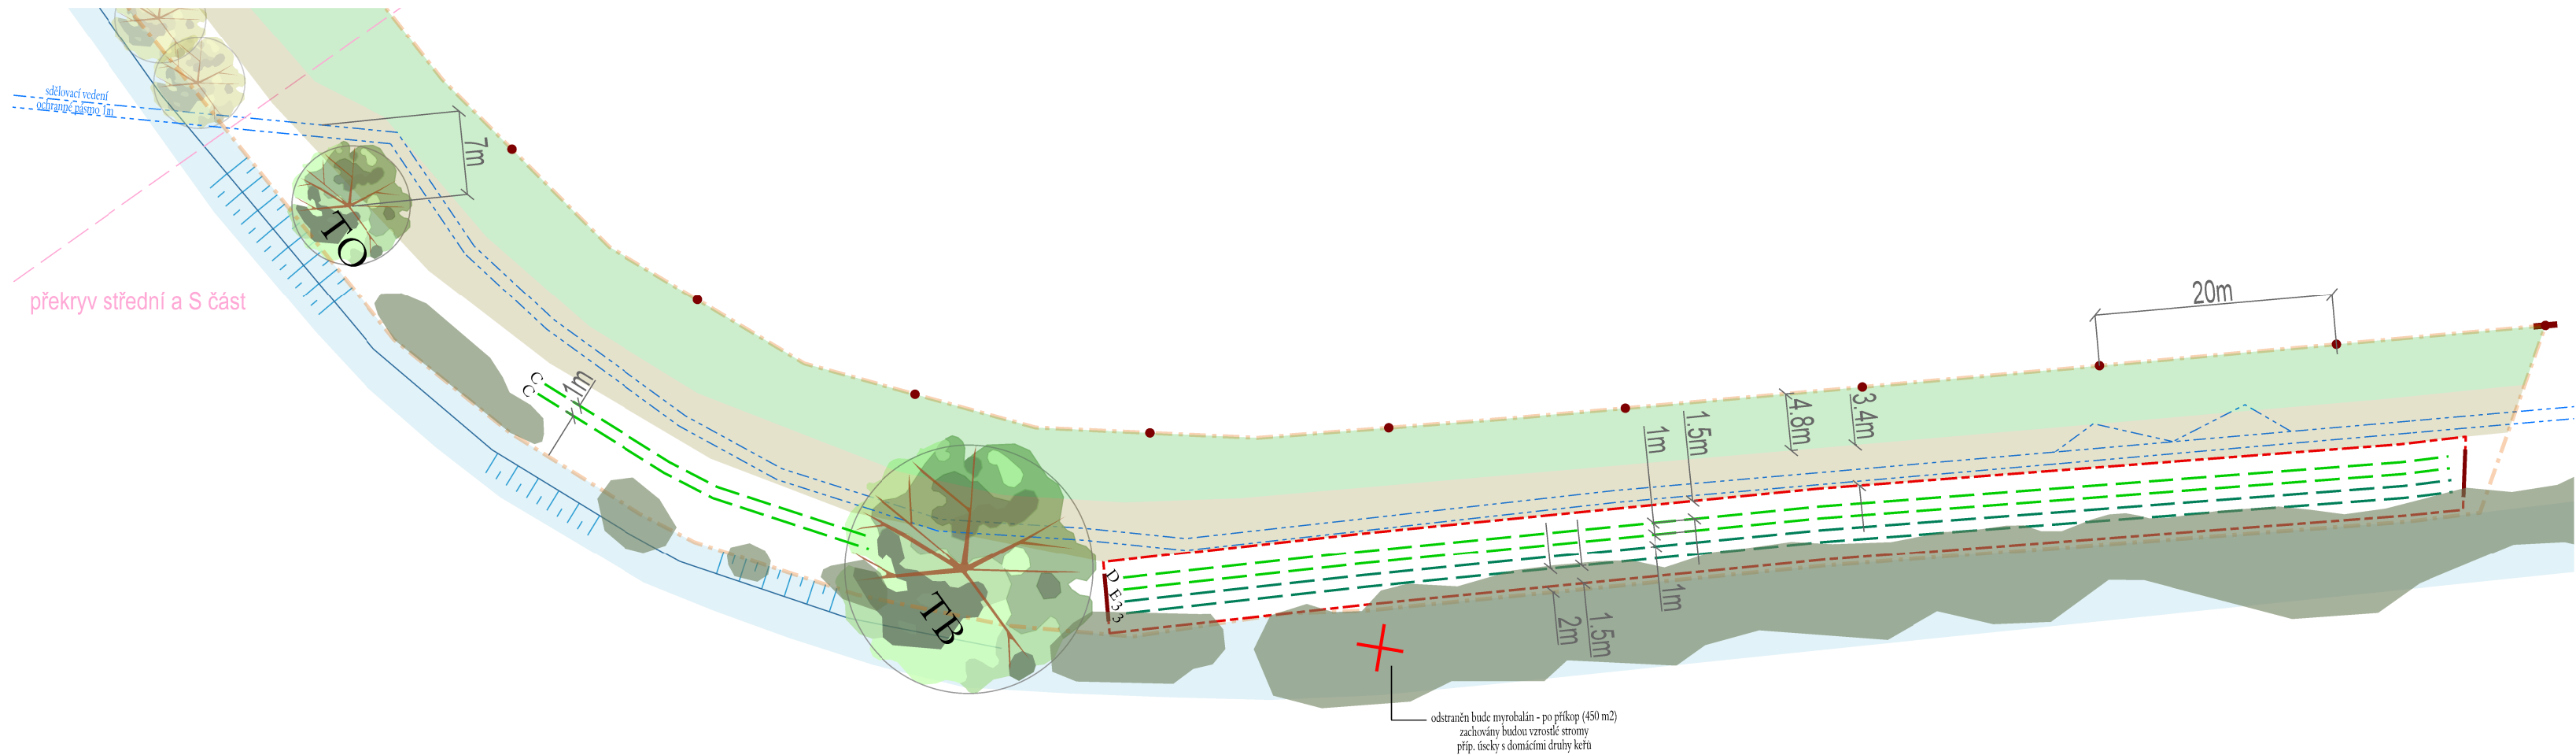 sdělovací vedení
ochranné pásmo 1m
7m
TO
překryv střední a S část
C
C
1m
TB
D
E
3
3
1m
1.5m
4.8m
3.4m
20m
1m
2m
1.5m
odstraněn bude myrobalán - po příkop (450 m2)
zachovány budou vzrostlé stromy
příp. úseky s domácími druhy keřů